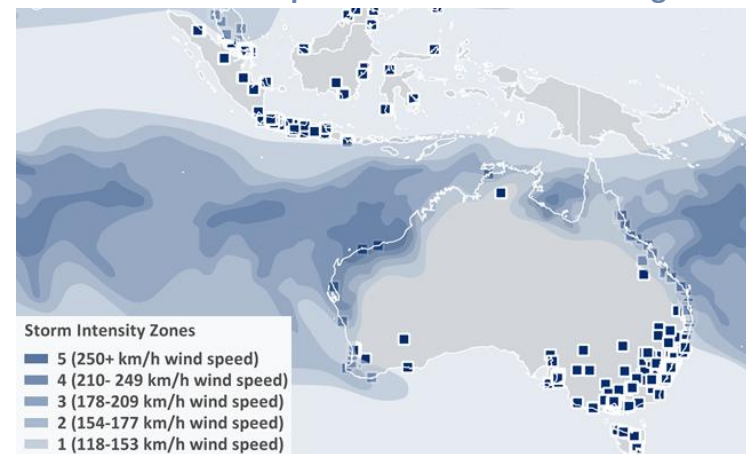 Storm Intensity Zones
5 (250+ km/h wind speed)
4 (210- 249 km/h wind speed)
3 (178-209 km/h wind speed)
2 (154-177 km/h wind speed)
1 (118-153 km/h wind speed)